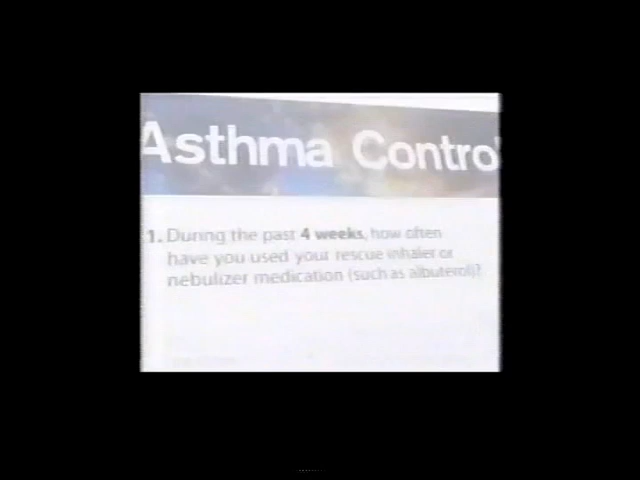 Asthma Contro
1. During the past 4 weeks, how often
have you used your rescue inhaler or
nebulizer medication (such as albuterol)?